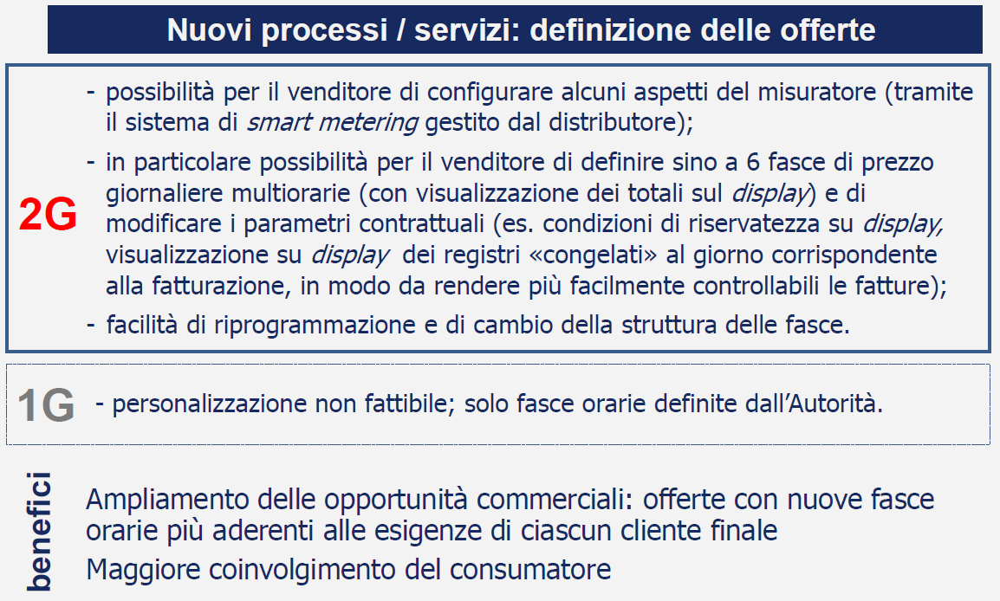 Nuovi processi / servizi: definizione delle offerte
2G
- possibilità per il venditore di configurare alcuni aspetti del misuratore (tramite
il sistema di smart metering gestito dal distributore);
- in particolare possibilità per il venditore di definire sino a 6 fasce di prezzo
giornaliere multiorarie (con visualizzazione dei totali sul display) e di
modificare i parametri contrattuali (es. condizioni di riservatezza su display,
visualizzazione su display dei registri «congelati» al giorno corrispondente
alla fatturazione, in modo da rendere più facilmente controllabili le fatture);
- facilità di riprogrammazione e di cambio della struttura delle fasce.
1G
- personalizzazione non fattibile; solo fasce orarie definite dall'Autorità.
benefici
Ampliamento delle opportunità commerciali: offerte con nuove fasce
orarie più aderenti alle esigenze di ciascun cliente finale
Maggiore coinvolgimento del consumatore